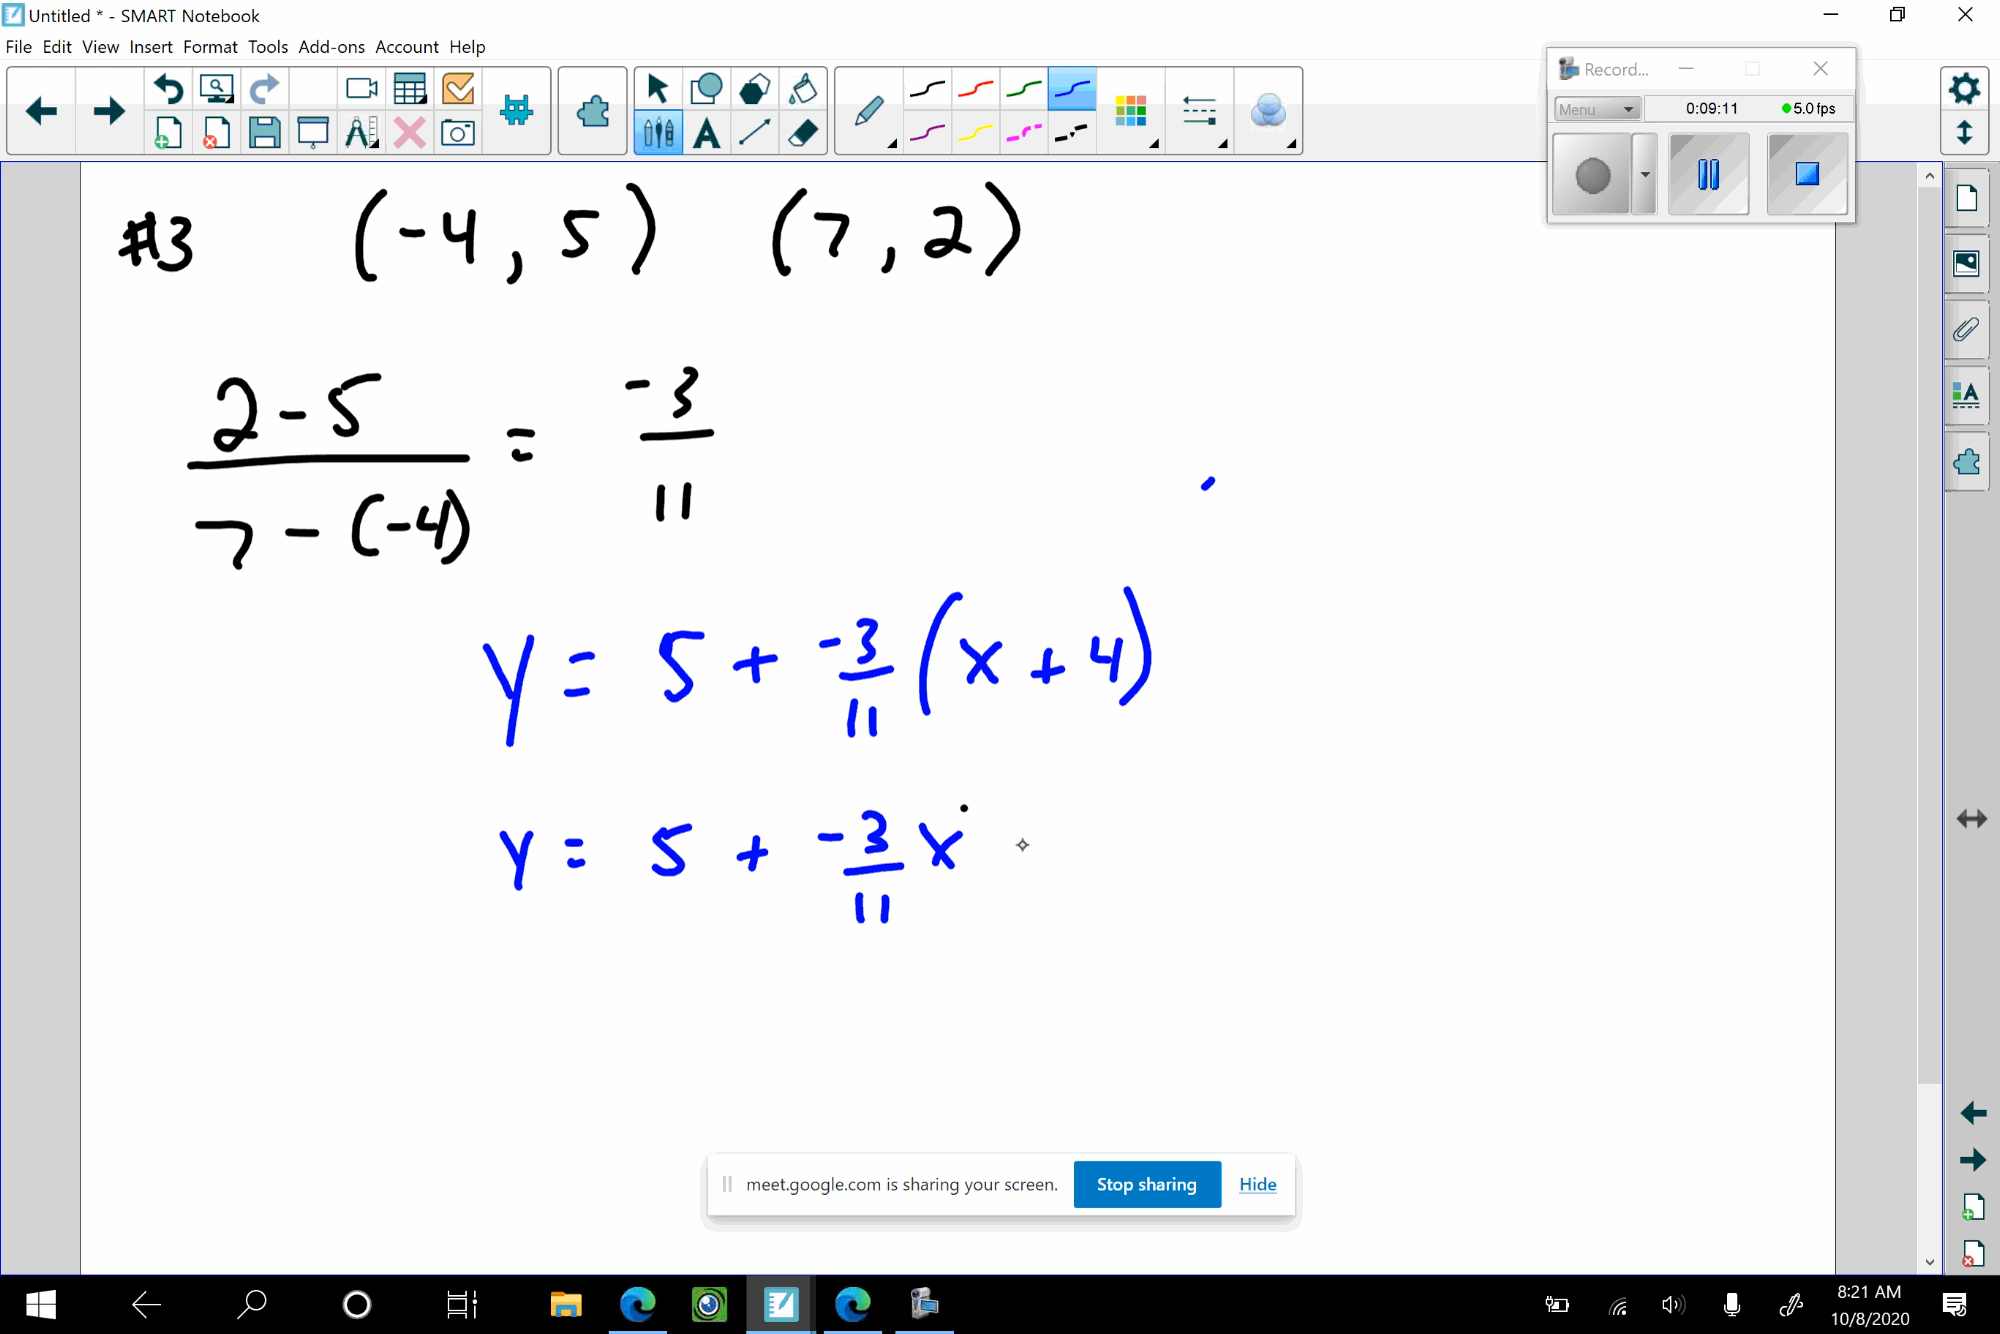 Untitled * - SMART Notebook
File Edit View Insert Format Tools Add-ons Account Help
Record...
Menu 0:09:11 5.0 fps
#3 (-4, 5) (7, 2)
2 - 5
7 - (-4)
=
-3
11
y = 5 + -3/11 (x + 4)
y = 5 + -3/11 x
meet.google.com is sharing your screen. Stop sharing Hide
8:21 AM
10/8/2020